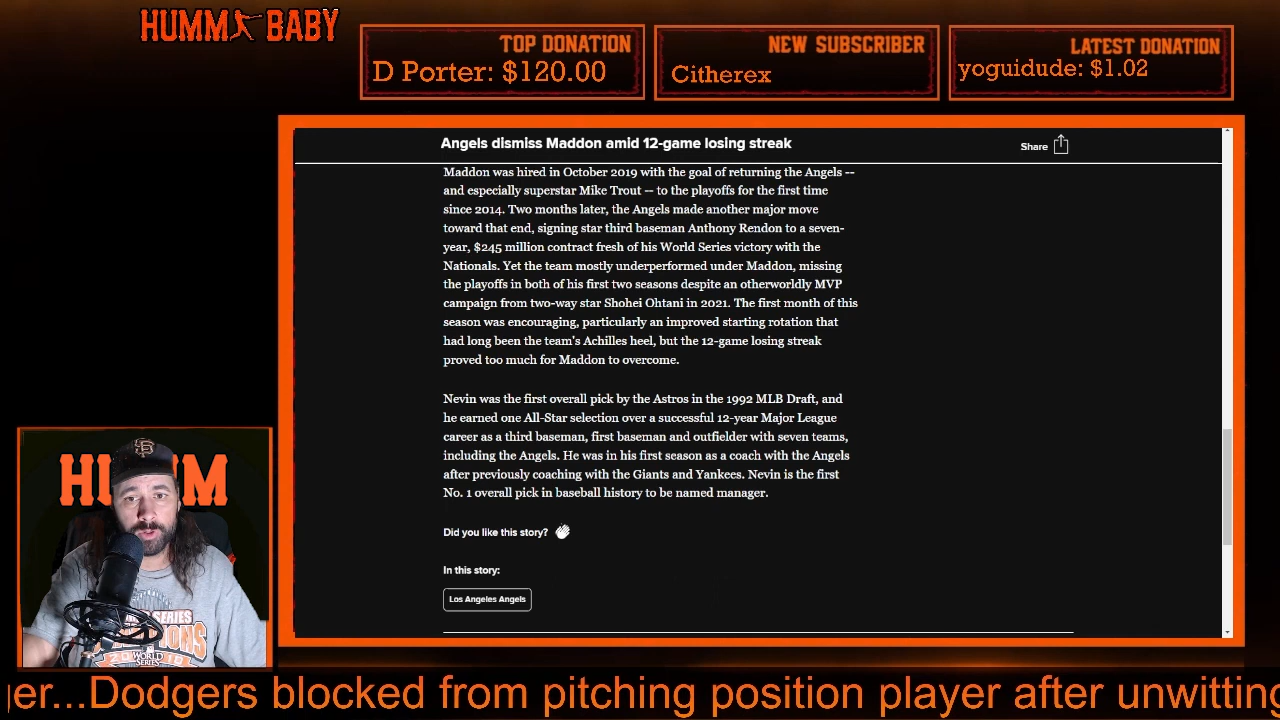 HUMM BABY
TOP DONATION
D Porter: $120.00
NEW SUBSCRIBER
Citherex
LATEST DONATION
yoguidude: $1.02
Angels dismiss Maddon amid 12-game losing streak
Share
Maddon was hired in October 2019 with the goal of returning the Angels --
and especially superstar Mike Trout -- to the playoffs for the first time
since 2014. Two months later, the Angels made another major move
toward that end, signing star third baseman Anthony Rendon to a seven-
year, $245 million contract fresh of his World Series victory with the
Nationals. Yet the team mostly underperformed under Maddon, missing
the playoffs in both of his first two seasons despite an otherworldly MVP
campaign from two-way star Shohei Ohtani in 2021. The first month of this
season was encouraging, particularly an improved starting rotation that
had long been the team's Achilles heel, but the 12-game losing streak
proved too much for Maddon to overcome.
Nevin was the first overall pick by the Astros in the 1992 MLB Draft, and
he earned one All-Star selection over a successful 12-year Major League
career as a third baseman, first baseman and outfielder with seven teams,
including the Angels. He was in his first season as a coach with the Angels
after previously coaching with the Giants and Yankees. Nevin is the first
No. 1 overall pick in baseball history to be named manager.
Did you like this story?
In this story:
Los Angeles Angels
SF
WORLD
SERIES
ger...Dodgers blocked from pitching position player after unwitting